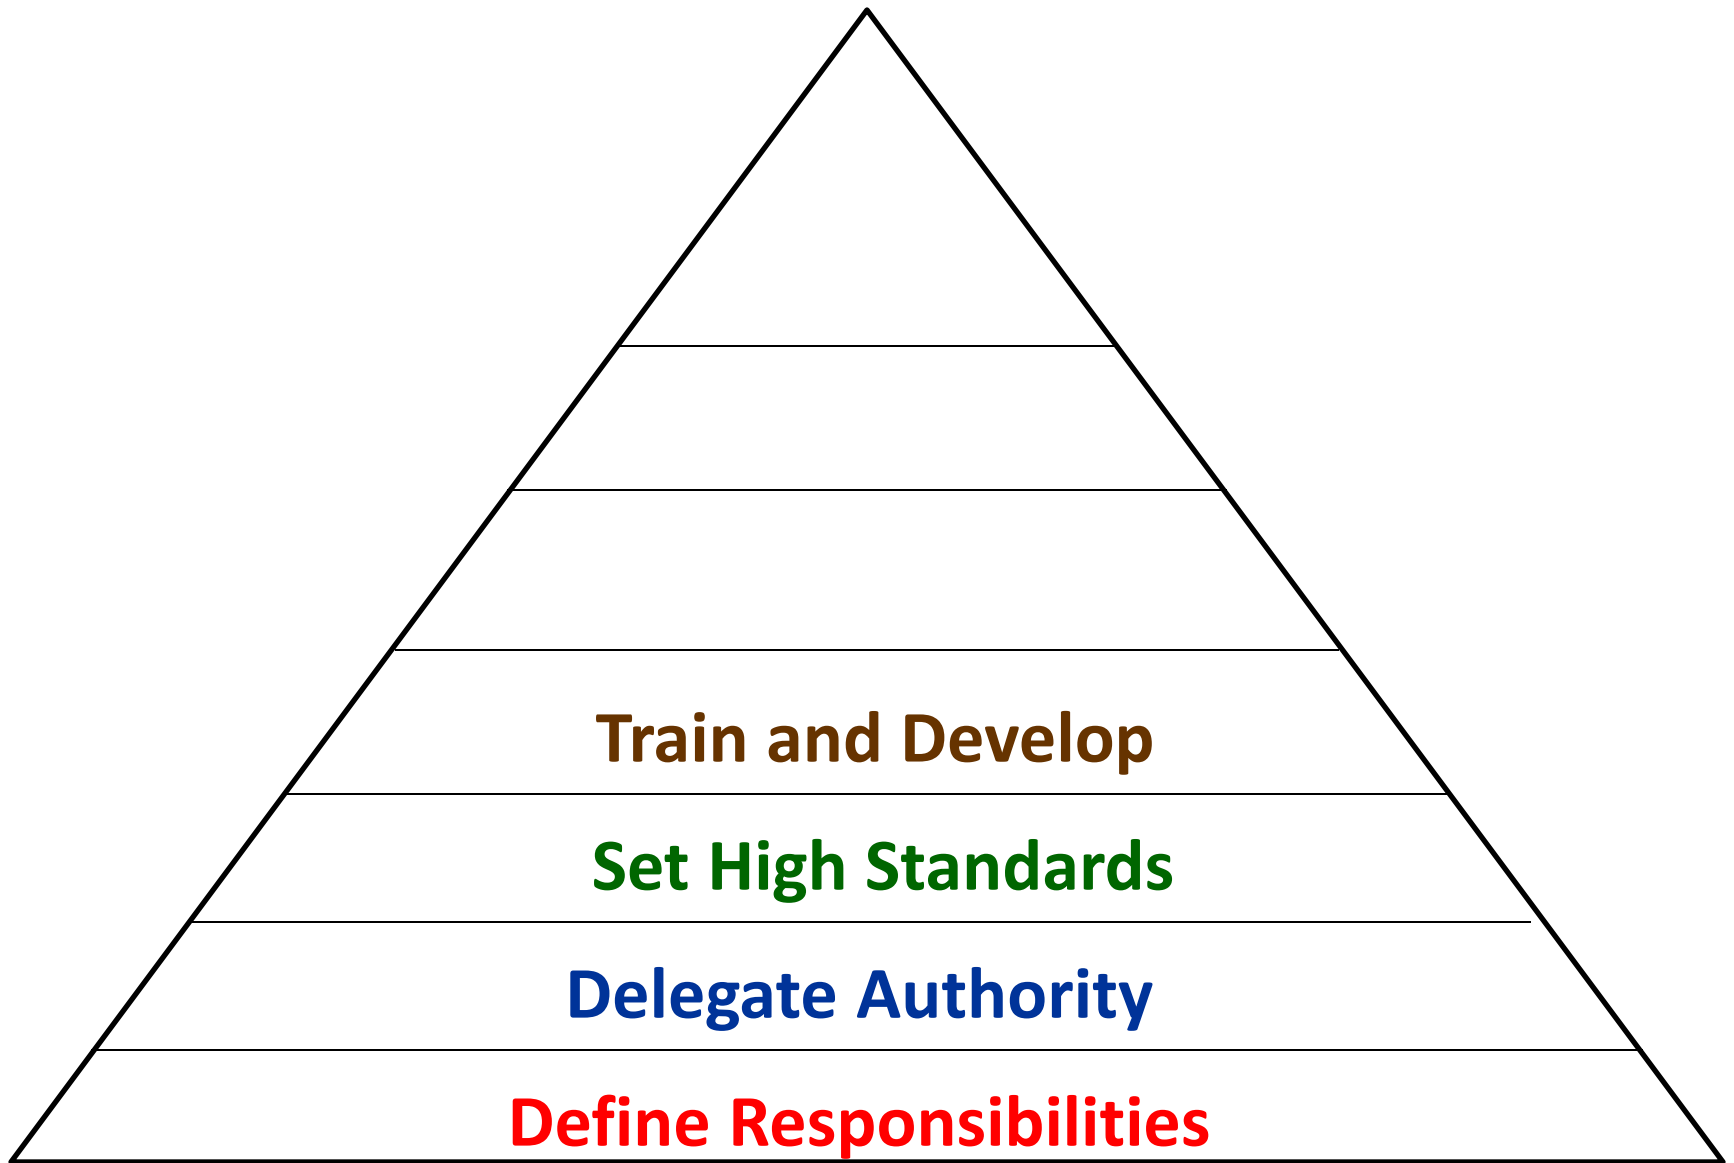 Train and Develop
Set High Standards
Delegate Authority
Define Responsibilities